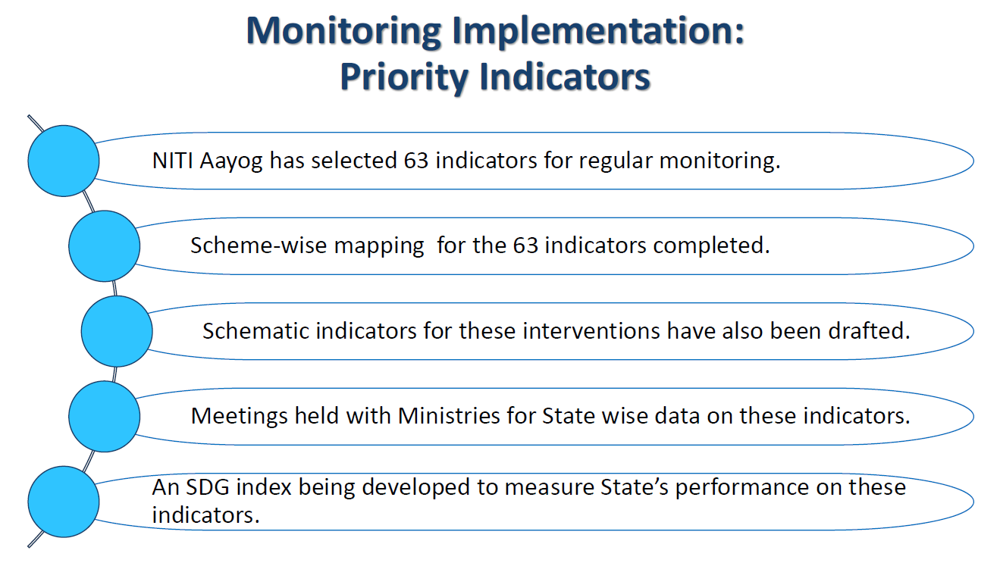 Monitoring Implementation:
Priority Indicators
NITI Aayog has selected 63 indicators for regular monitoring.
Scheme-wise mapping  for the 63 indicators completed.
Schematic indicators for these interventions have also been drafted.
Meetings held with Ministries for State wise data on these indicators.
An SDG index being developed to measure State’s performance on these
indicators.